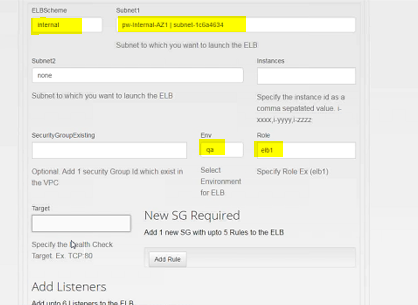 ELBScheme Subnet1
internal pw-Internal-AZ1 | subnet-1c6a4634
Subnet to which you want to launch the ELB
Subnet2 Instances
none
Subnet to which you want to launch the ELB Specify the instance id as a
comma sepatated value. i-
xxxx,i-yyyy,i-zzzz
SecurityGroupExisting Env Role
qa elb1
Optional. Add 1 security Group Id which exist in Select Specify Role Ex (elb1)
the VPC Environment
for ELB
Target
New SG Required
Add 1 new SG with upto 5 Rules to the ELB
Specify the Health Check
Target. Ex. TCP:80
Add Rule
Add Listeners
Add upto 6 Listeners to the ELB